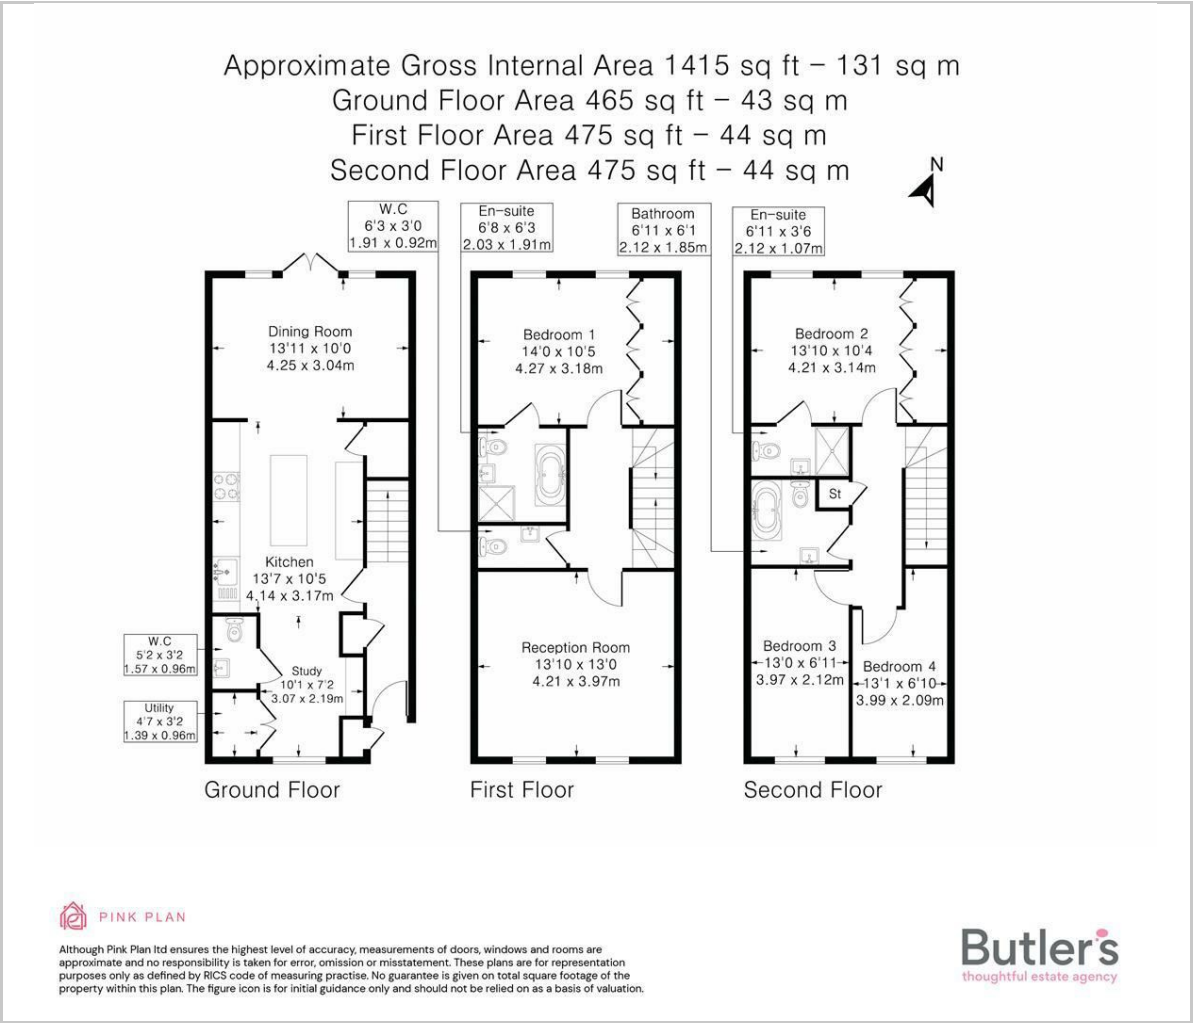 Approximate Gross Internal Area 1415 sq ft - 131 sq m
Ground Floor Area 465 sq ft - 43 sq m
First Floor Area 475 sq ft - 44 sq m
Second Floor Area 475 sq ft - 44 sq m
N
W.C
6'3 x 3'0
1.91 x 0.92m
En-suite
6'8 x 6'3
2.03 x 1.91m
Bathroom
6'11 x 6'1
2.12 x 1.85m
En-suite
6'11 x 3'6
2.12 x 1.07m
Dining Room
13'11 x 10'0
4.25 x 3.04m
Kitchen
13'7 x 10'5
4.14 x 3.17m
W.C
5'2 x 3'2
1.57 x 0.96m
Study
10'1 x 7'2
3.07 x 2.19m
Utility
4'7 x 3'2
1.39 x 0.96m
Ground Floor
Bedroom 1
14'0 x 10'5
4.27 x 3.18m
Reception Room
13'10 x 13'0
4.21 x 3.97m
First Floor
Bedroom 2
13'10 x 10'4
4.21 x 3.14m
St
Bedroom 3
13'0 x 6'11
3.97 x 2.12m
Bedroom 4
13'1 x 6'10
3.99 x 2.09m
Second Floor
PINK PLAN
Although Pink Plan ltd ensures the highest level of accuracy, measurements of doors, windows and rooms are
approximate and no responsibility is taken for error, omission or misstatement. These plans are for representation
purposes only as defined by RICS code of measuring practise. No guarantee is given on total square footage of the
property within this plan. The figure icon is for initial guidance only and should not be relied on as a basis of valuation.
Butler's
thoughtful estate agency